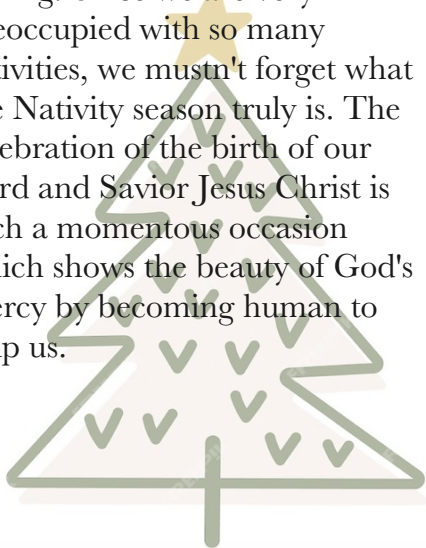 eoccupied with so many
tivities, we mustn't forget what
e Nativity season truly is. The
ebration of the birth of our
rd and Savior Jesus Christ is
ch a momentous occasion
ich shows the beauty of God's
ercy by becoming human to
lp us.